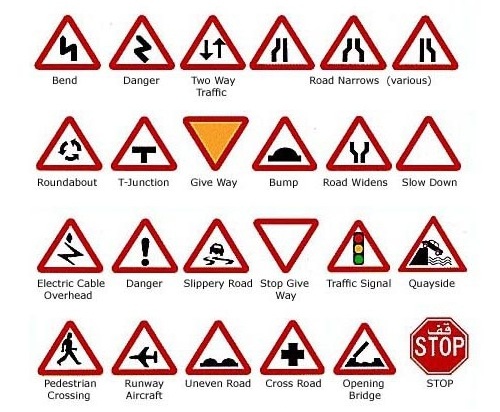 Bend Danger Two Way Traffic Road Narrows (various)
Roundabout T-Junction Give Way Bump Road Widens Slow Down
Electric Cable Overhead Danger Slippery Road Stop Give Way Traffic Signal Quayside
قف
STOP
Pedestrian Crossing Runway Aircraft Uneven Road Cross Road Opening Bridge STOP